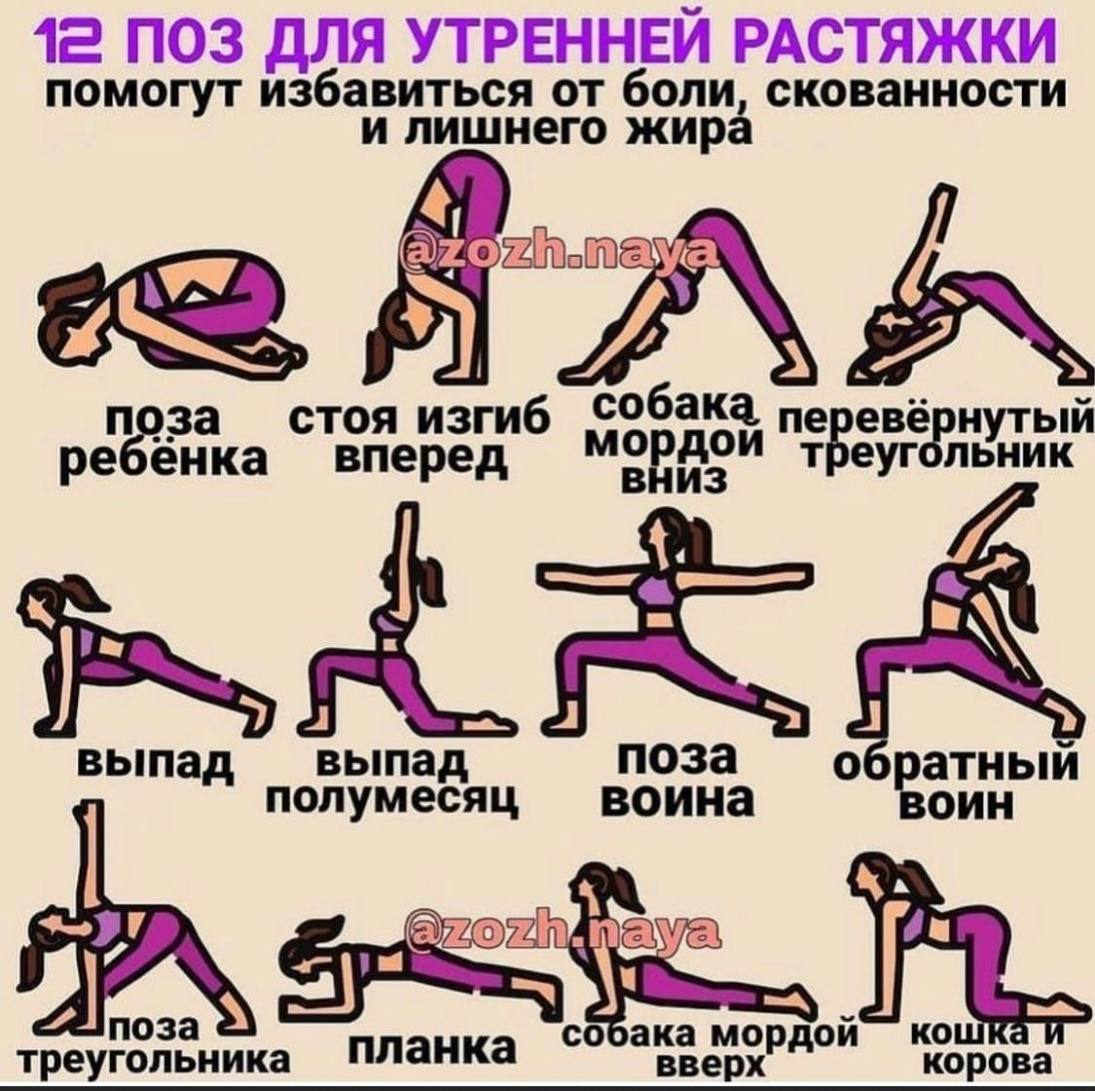 12 ПОЗ ДЛЯ УТРЕННЕЙ РАСТЯЖКИ
помогут избавиться от боли, скованности
и лишнего жира
@zozh.naya
поза
ребёнка
стоя изгиб
вперед
собака
мордой
вниз
перевёрнутый
треугольник
выпад
выпад
полумесяц
поза
воина
обратный
воин
@zozh.naya
поза
треугольника
планка
собака мордой
вверх
кошка и
корова